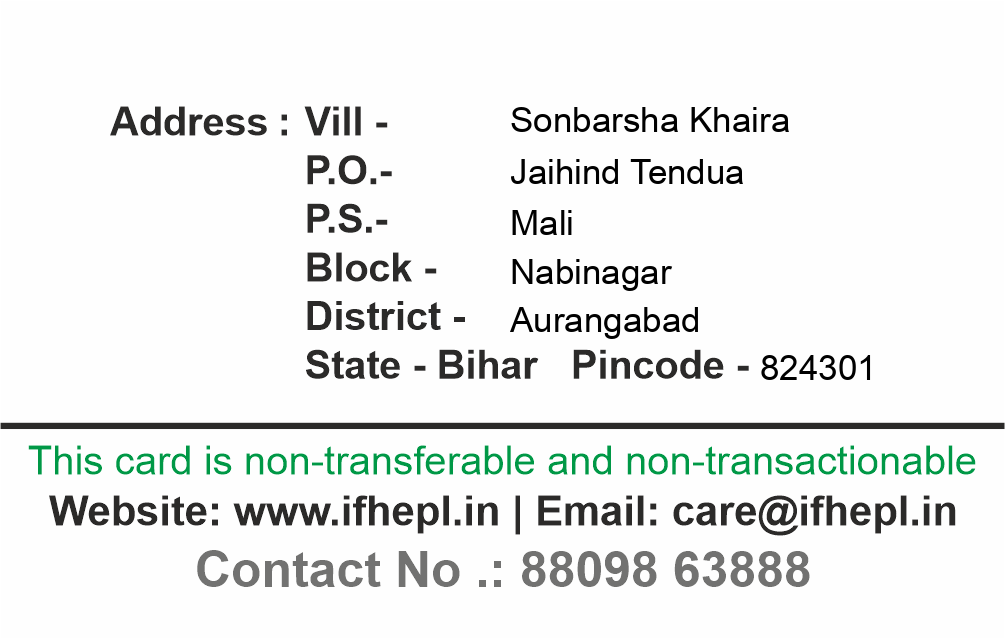 Address : Vill - Sonbarsha Khaira
P.O.- Jaihind Tendua
P.S.- Mali
Block - Nabinagar
District - Aurangabad
State - Bihar Pincode - 824301
This card is non-transferable and non-transactionable
Website: www.ifhepl.in | Email: care@ifhepl.in
Contact No .: 88098 63888